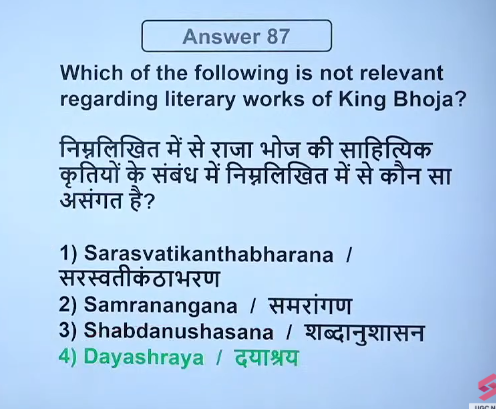 Answer 87
Which of the following is not relevant
regarding literary works of King Bhoja?
निम्नलिखित में से राजा भोज की साहित्यिक
कृतियों के संबंध में निम्नलिखित में से कौन सा
असंगत है?
1) Sarasvatikanthabharana /
सरस्वतीकंठाभरण
2) Samranangana / समरांगण
3) Shabdanushasana / शब्दानुशासन
4) Dayashraya / दयाश्रय